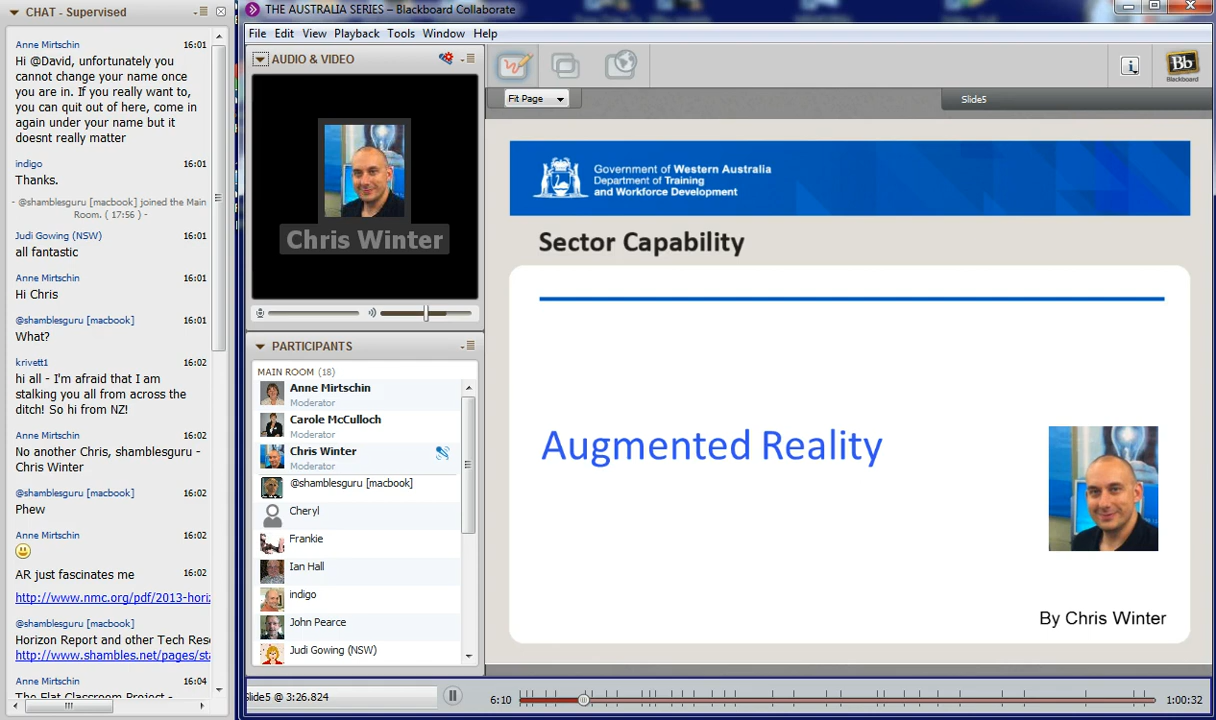 CHAT - Supervised
Anne Mirtschin 16:01
Hi @David, unfortunately you
cannot change your name once
you are in. If you really want to,
you can quit out of here, come in
again under your name but it
doesnt really matter
indigo 16:01
Thanks.
- @shamblesguru [macbook] joined the Main
Room. ( 17:56 ) -
Judi Gowing (NSW) 16:01
all fantastic
Anne Mirtschin 16:01
Hi Chris
@shamblesguru [macbook] 16:01
What?
krivett1 16:02
hi all - I'm afraid that I am
stalking you all from across the
ditch! So hi from NZ!
Anne Mirtschin 16:02
No another Chris, shamblesguru -
Chris Winter
@shamblesguru [macbook] 16:02
Phew
Anne Mirtschin 16:02
AR just fascinates me 16:02
http://www.nmc.org/pdf/2013-hori
@shamblesguru [macbook]
Horizon Report and other Tech Res
http://www.shambles.net/pages/st
Anne Mirtschin 16:04
The Flat Classroom Project -
THE AUSTRALIA SERIES – Blackboard Collaborate
File Edit View Playback Tools Window Help
AUDIO & VIDEO
Chris Winter
PARTICIPANTS
MAIN ROOM (18)
Anne Mirtschin
Moderator
Carole McCulloch
Moderator
Chris Winter
Moderator
@shamblesguru [macbook]
Cheryl
Frankie
Ian Hall
indigo
John Pearce
Judi Gowing (NSW)
Bb
Blackboard
Fit Page
Slide5
Government of Western Australia
Department of Training
and Workforce Development
Sector Capability
Augmented Reality
By Chris Winter
Slide5 @ 3:26.824
6:10
1:00:32